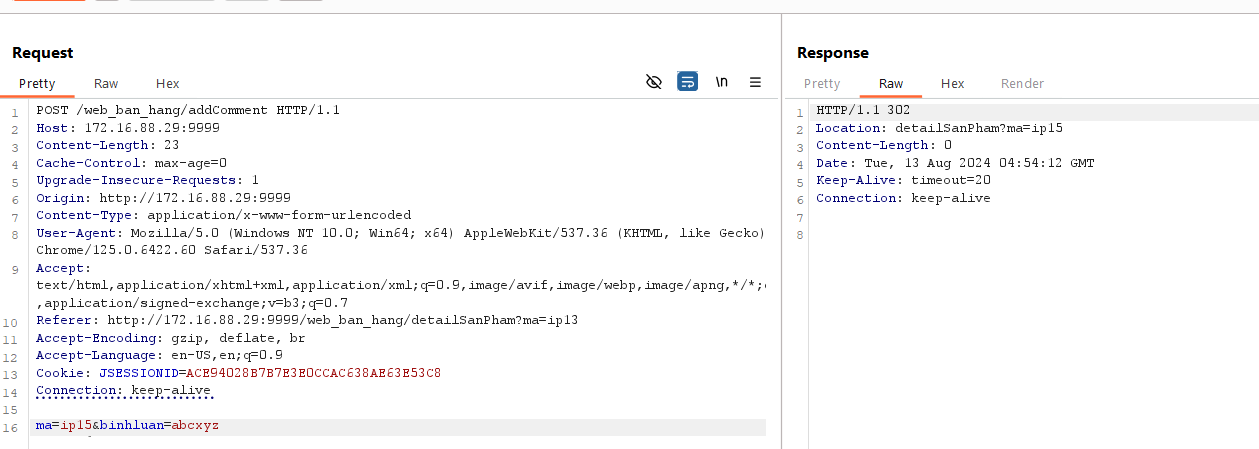 Request
Pretty Raw Hex \n
1 POST /web_ban_hang/addComment HTTP/1.1
2 Host: 172.16.88.29:9999
3 Content-Length: 23
4 Cache-Control: max-age=0
5 Upgrade-Insecure-Requests: 1
6 Origin: http://172.16.88.29:9999
7 Content-Type: application/x-www-form-urlencoded
8 User-Agent: Mozilla/5.0 (Windows NT 10.0; Win64; x64) AppleWebKit/537.36 (KHTML, like Gecko)
Chrome/125.0.6422.60 Safari/537.36
9 Accept:
text/html,application/xhtml+xml,application/xml;q=0.9,image/avif,image/webp,image/apng,*/*;
,application/signed-exchange;v=b3;q=0.7
10 Referer: http://172.16.88.29:9999/web_ban_hang/detailSanPham?ma=ip13
11 Accept-Encoding: gzip, deflate, br
12 Accept-Language: en-US,en;q=0.9
13 Cookie: JSESSIONID=ACE94028B7B7E3E0CCAC638AE63E53C8
14 Connection: keep-alive
15
16 ma=ip15&binhluan=abcxyz
Response
Pretty Raw Hex Render
1 HTTP/1.1 302
2 Location: detailSanPham?ma=ip15
3 Content-Length: 0
4 Date: Tue, 13 Aug 2024 04:54:12 GMT
5 Keep-Alive: timeout=20
6 Connection: keep-alive
7
8